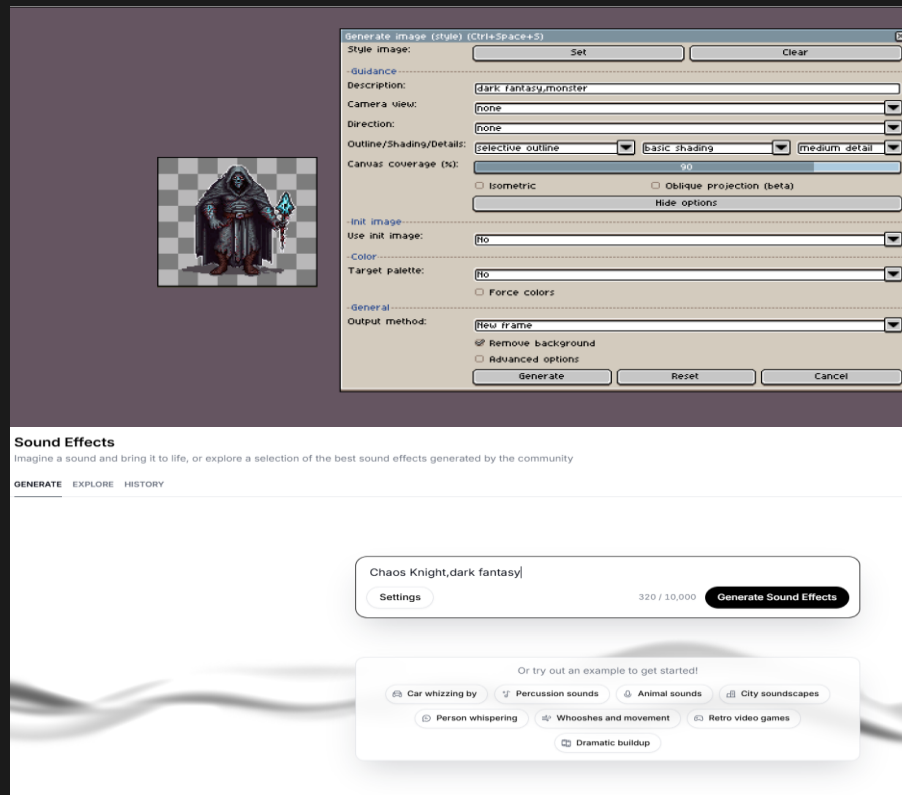 Generate image (style) (Ctrl+Space+S)
Style image: Set Clear
Guidance
Description: dark fantasy,monster
Camera view: none
Direction: none
Outline/Shading/Details: selective outline basic shading medium detail
Canvas coverage (%): 90
Isometric Oblique projection (beta)
Hide options
Init image
Use init image: No
Color
Target palette: No
Force colors
General
Output method: New frame
Remove background
Advanced options
Generate Reset Cancel
Sound Effects
Imagine a sound and bring it to life, or explore a selection of the best sound effects generated by the community
GENERATE EXPLORE HISTORY
Chaos Knight,dark fantasy
Settings 320 / 10,000 Generate Sound Effects
Or try out an example to get started!
Car whizzing by Percussion sounds Animal sounds City soundscapes
Person whispering Whooshes and movement Retro video games
Dramatic buildup